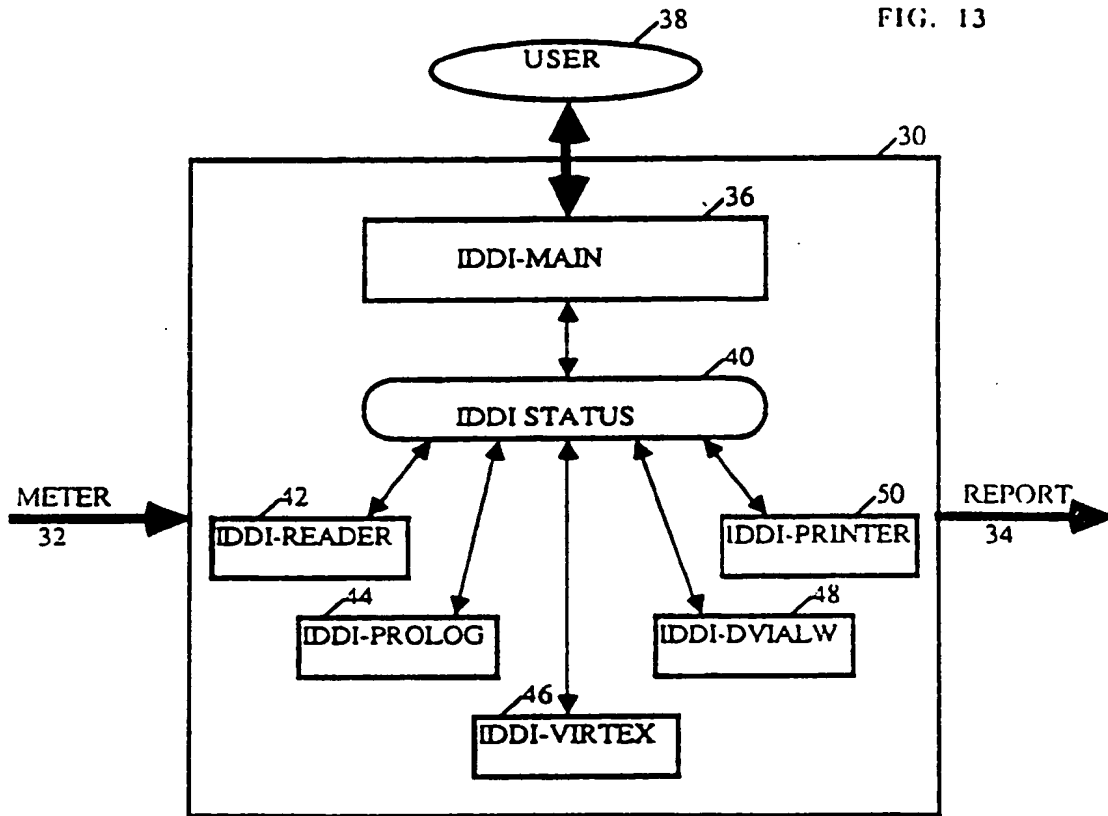 FIG. 13
38
USER
30
36
IDDI-MAIN
40
IDDI STATUS
METER
32
42
IDDI-READER
50
IDDI-PRINTER
REPORT
34
44
IDDI-PROLOG
48
IDDI-DVIALW
46
IDDI-VIRTEX